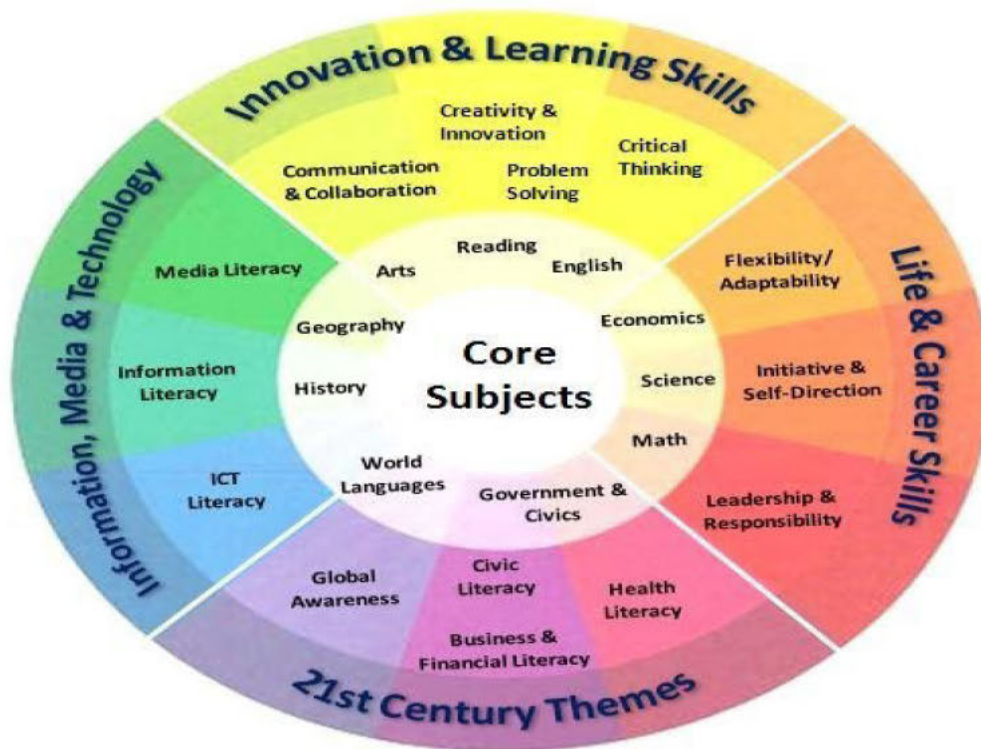 Innovation & Learning Skills
Creativity &
Innovation
Critical
Thinking
Communication
& Collaboration
Problem
Solving
Information, Media & Technology
Media Literacy
Information
Literacy
ICT
Literacy
Reading
Arts
English
Geography
Economics
History
Core
Subjects
Science
Math
World
Languages
Government &
Civics
Life & Career Skills
Flexibility/
Adaptability
Initiative &
Self-Direction
Leadership &
Responsibility
Global
Awareness
Civic
Literacy
Health
Literacy
Business &
Financial Literacy
21st Century Themes